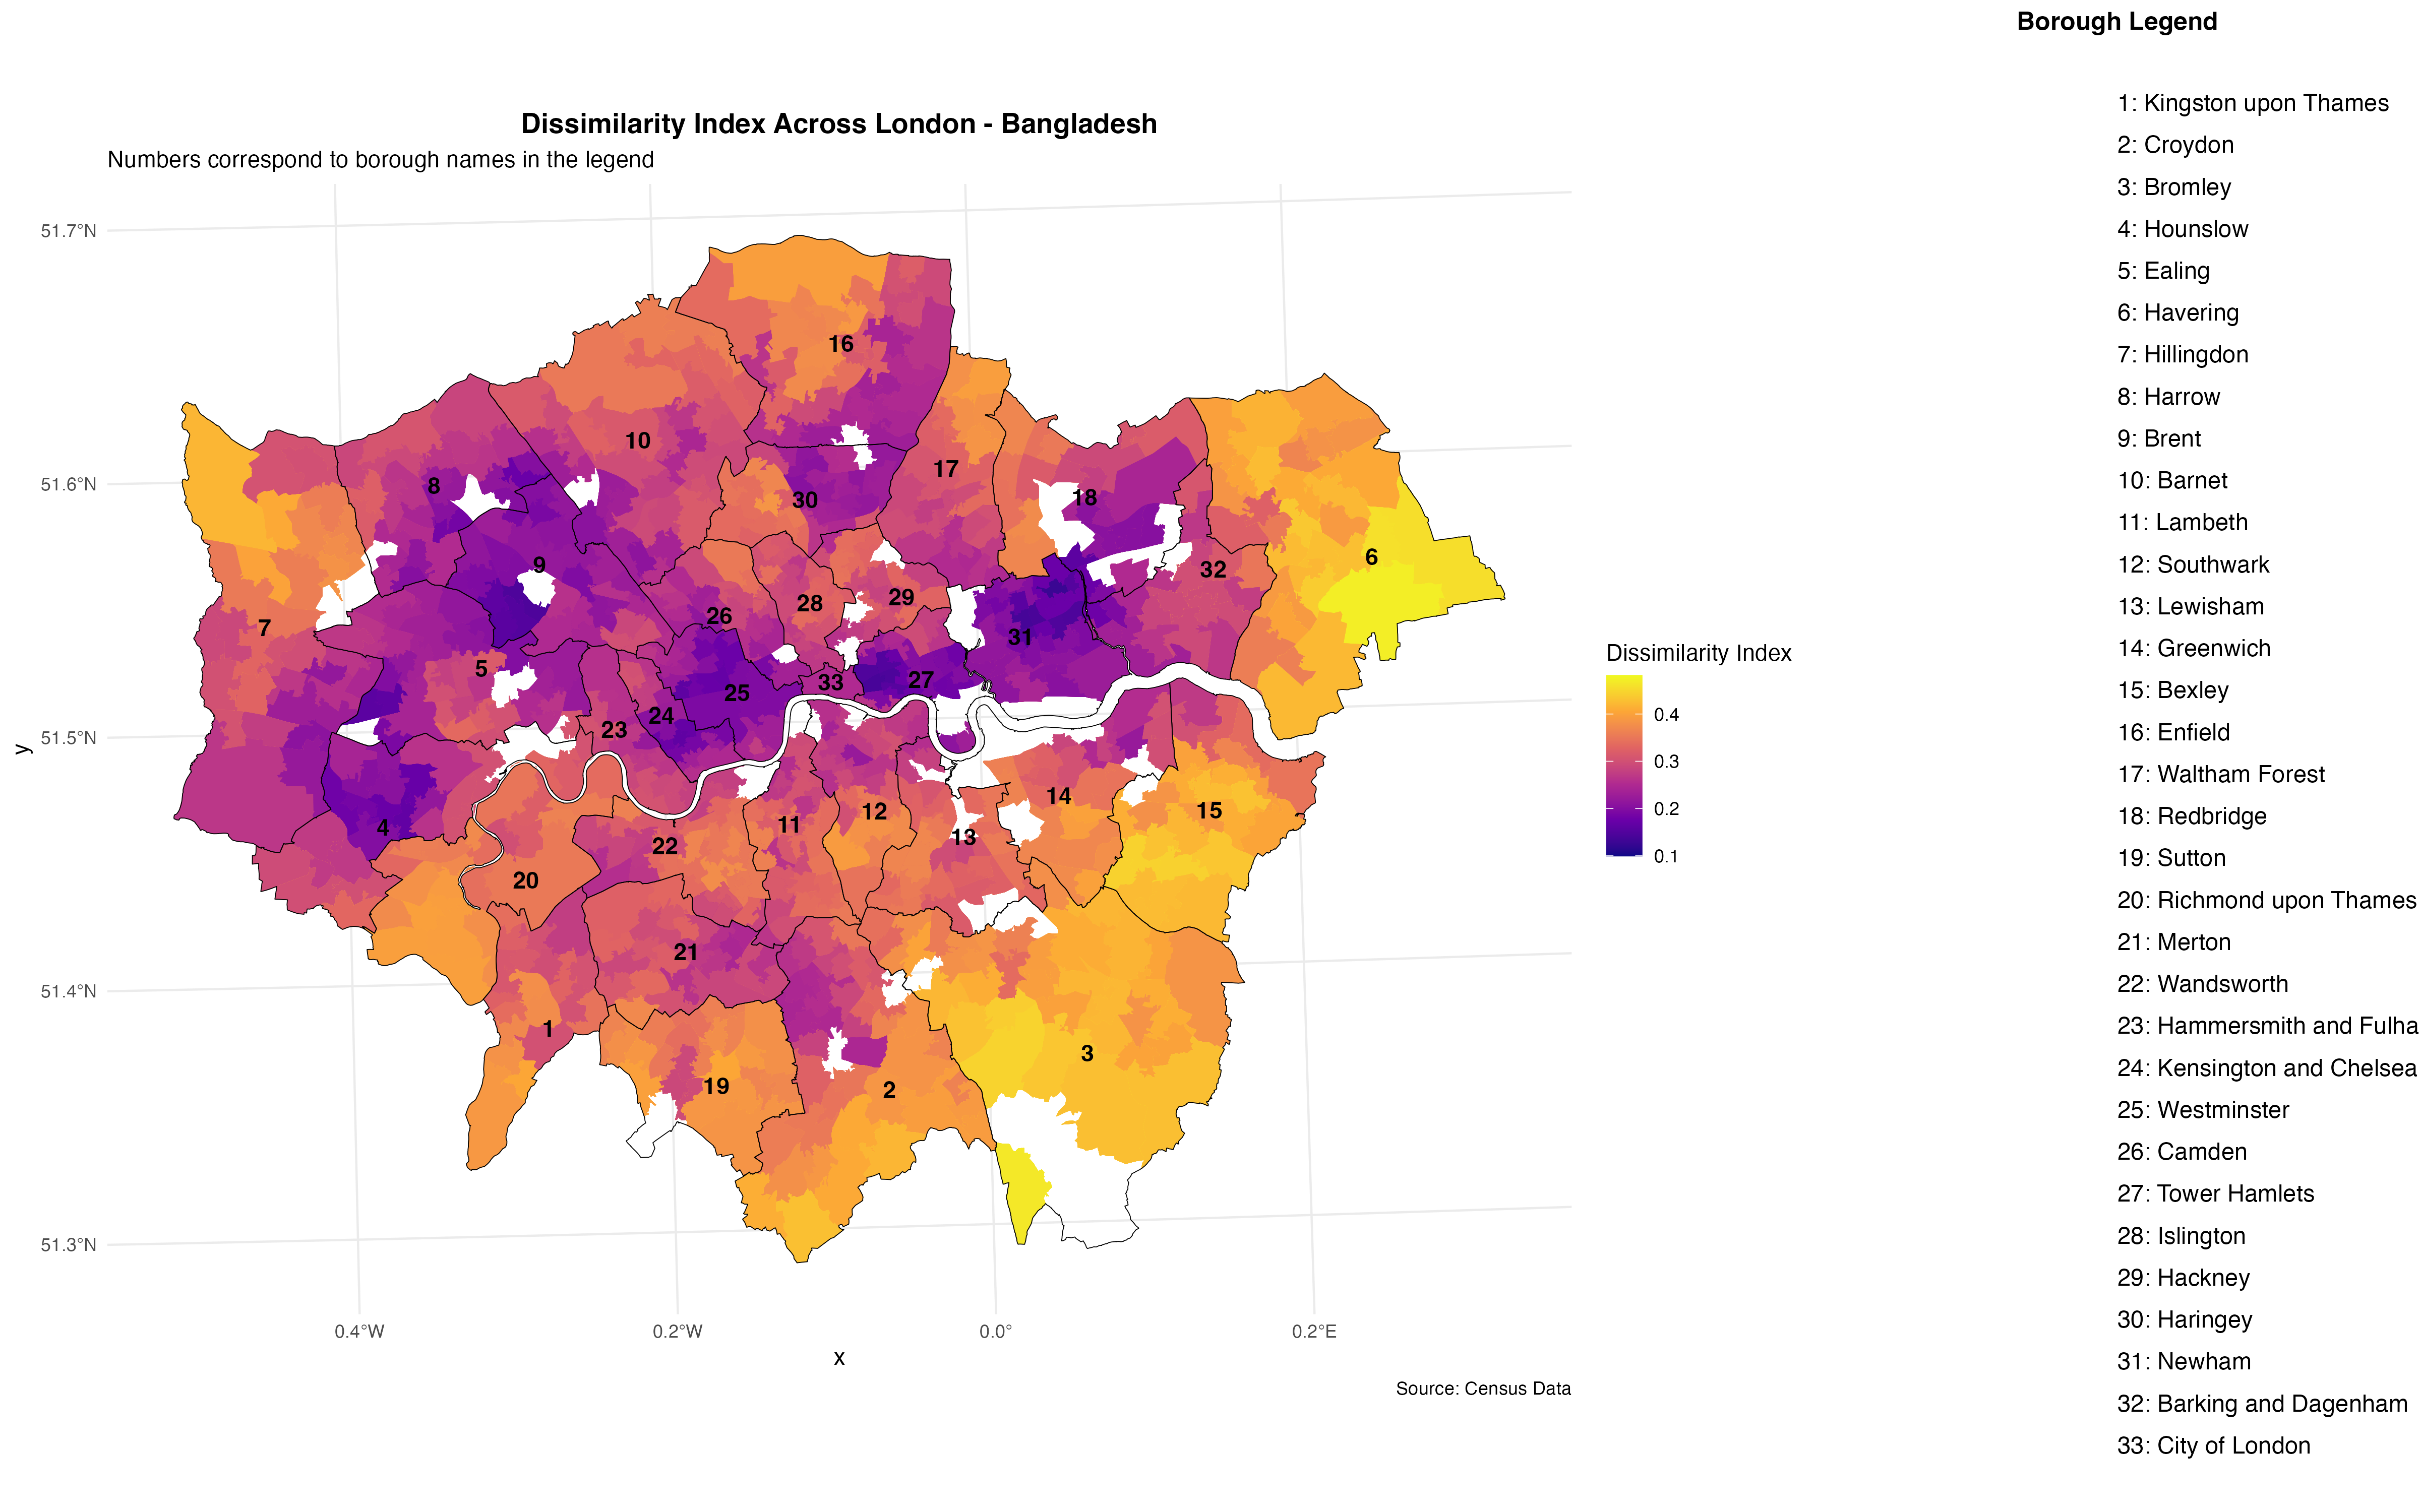 Borough Legend
Dissimilarity Index Across London - Bangladesh
Numbers correspond to borough names in the legend
51.7°N
51.6°N
51.5°N
51.4°N
51.3°N
y
16
10
17
8
30
18
9
6
32
28
29
26
7
31
5
27
33
25
24
23
14
15
12
11
4
13
22
20
21
1
3
19
2
0.4°W
0.2°W
0.0°
0.2°E
x
Source: Census Data
Dissimilarity Index
0.4
0.3
0.2
0.1
1: Kingston upon Thames
2: Croydon
3: Bromley
4: Hounslow
5: Ealing
6: Havering
7: Hillingdon
8: Harrow
9: Brent
10: Barnet
11: Lambeth
12: Southwark
13: Lewisham
14: Greenwich
15: Bexley
16: Enfield
17: Waltham Forest
18: Redbridge
19: Sutton
20: Richmond upon Thames
21: Merton
22: Wandsworth
23: Hammersmith and Fulha
24: Kensington and Chelsea
25: Westminster
26: Camden
27: Tower Hamlets
28: Islington
29: Hackney
30: Haringey
31: Newham
32: Barking and Dagenham
33: City of London